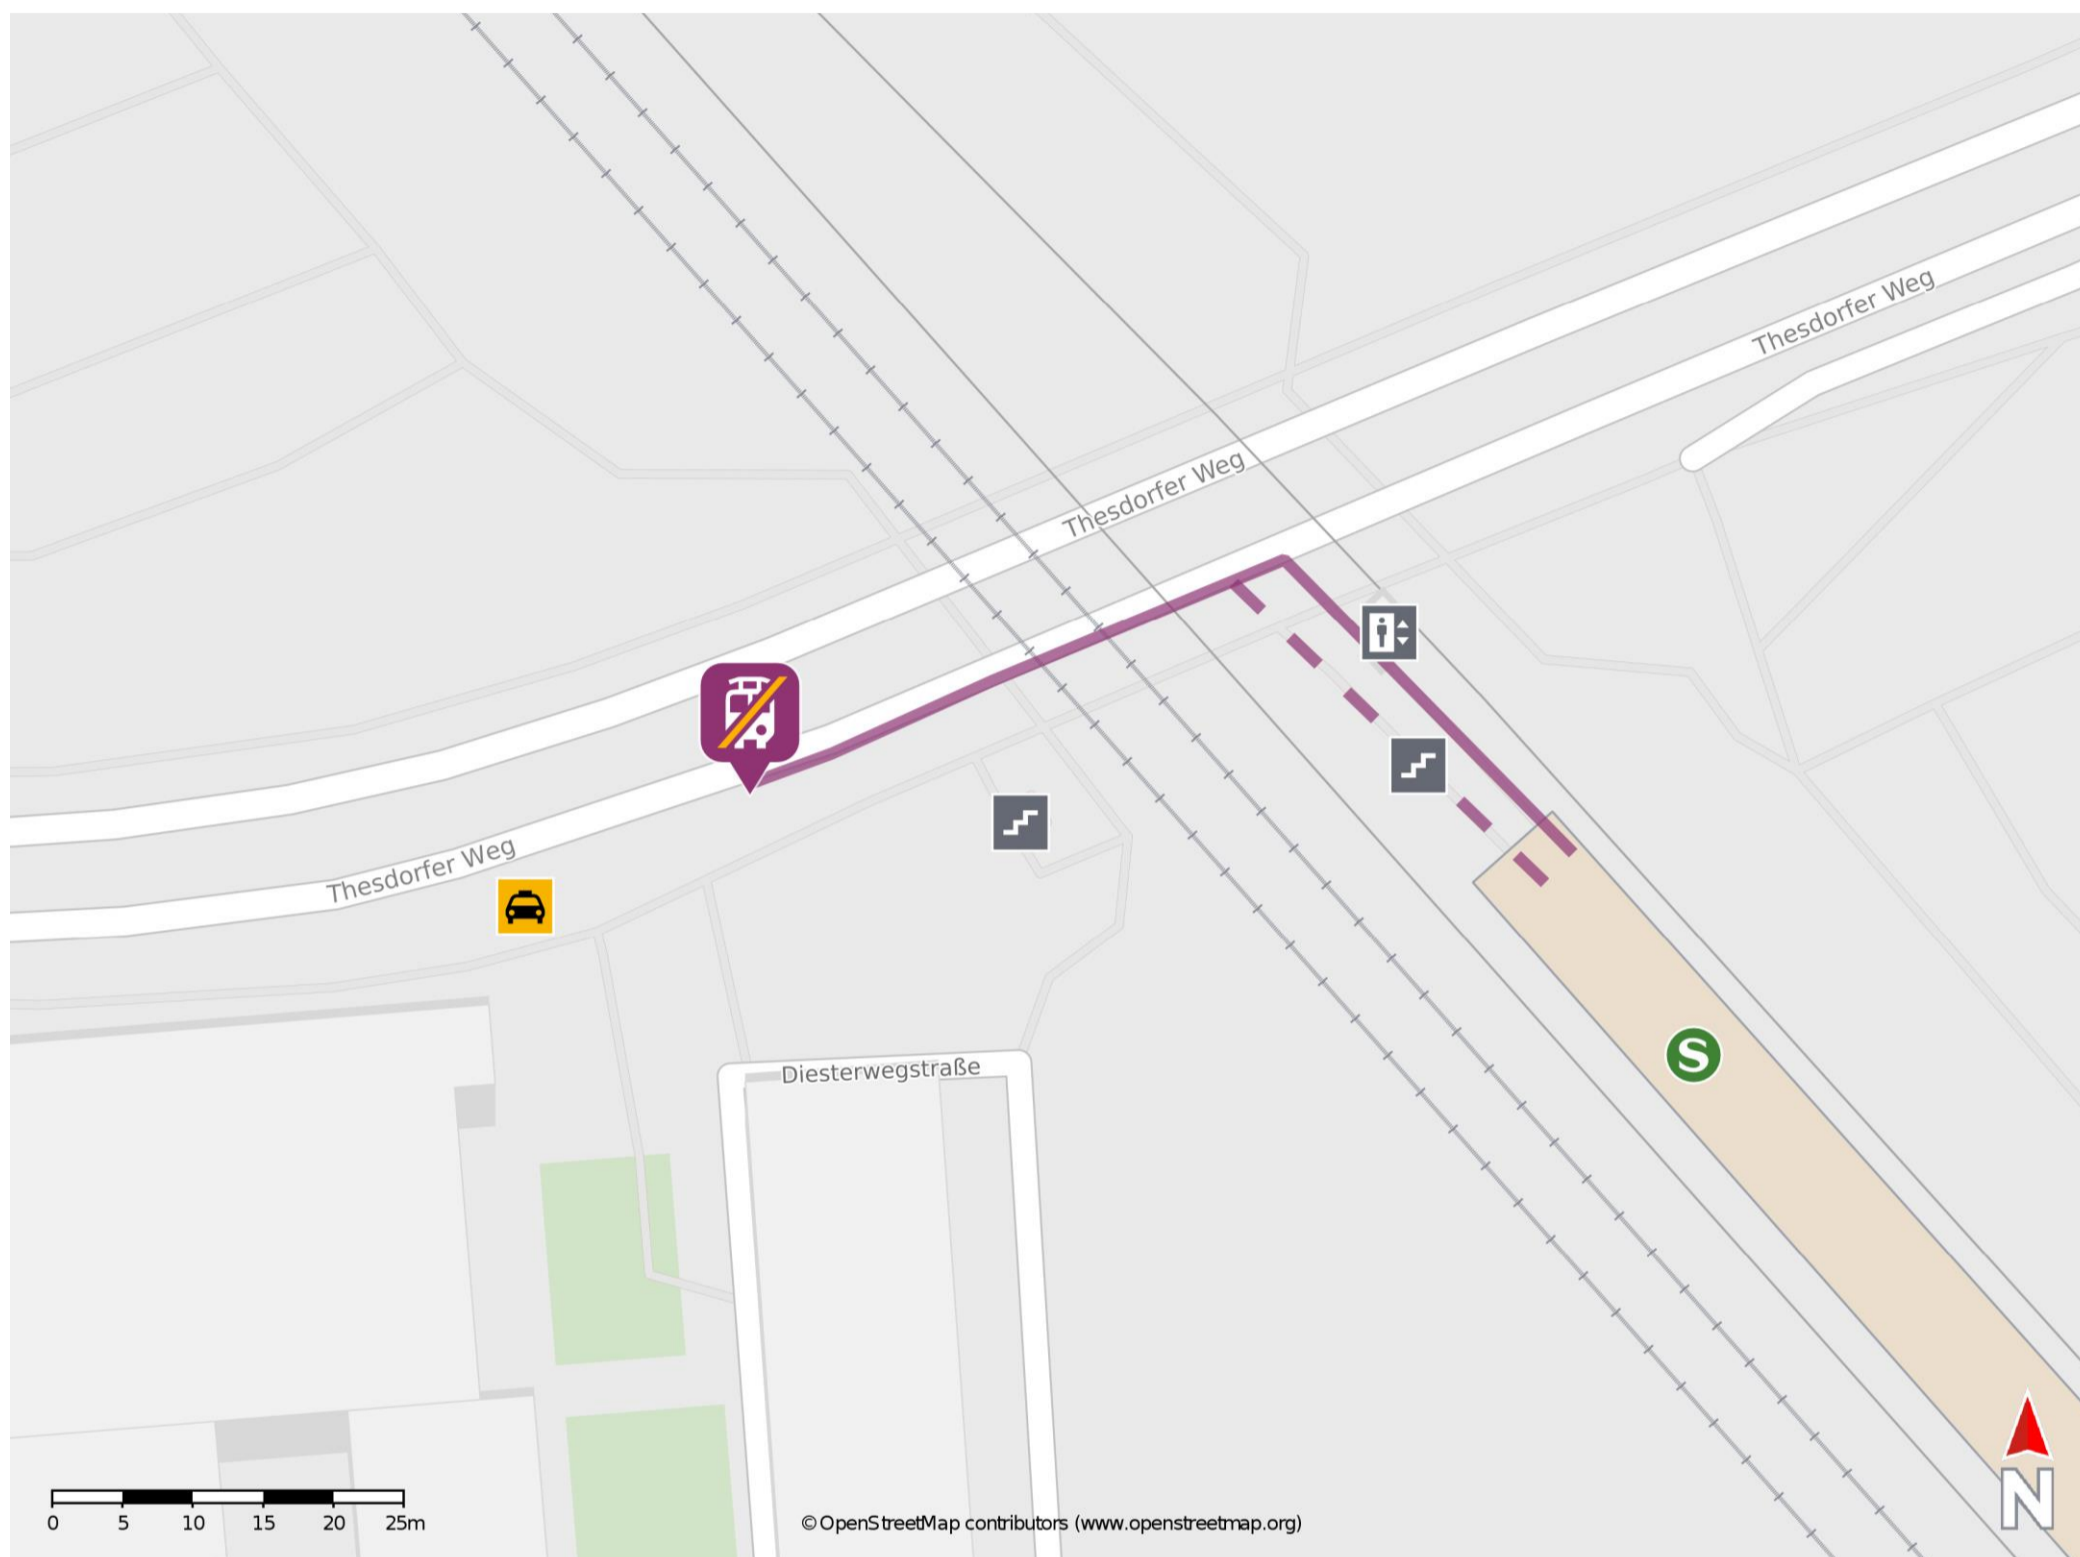 Thesdorfer Weg
Thesdorfer Weg
Thesdorfer Weg
S
Diesterwegstraße
N
0 5 10 15 20 25m
©OpenStreetMap contributors (www.openstreetmap.org)